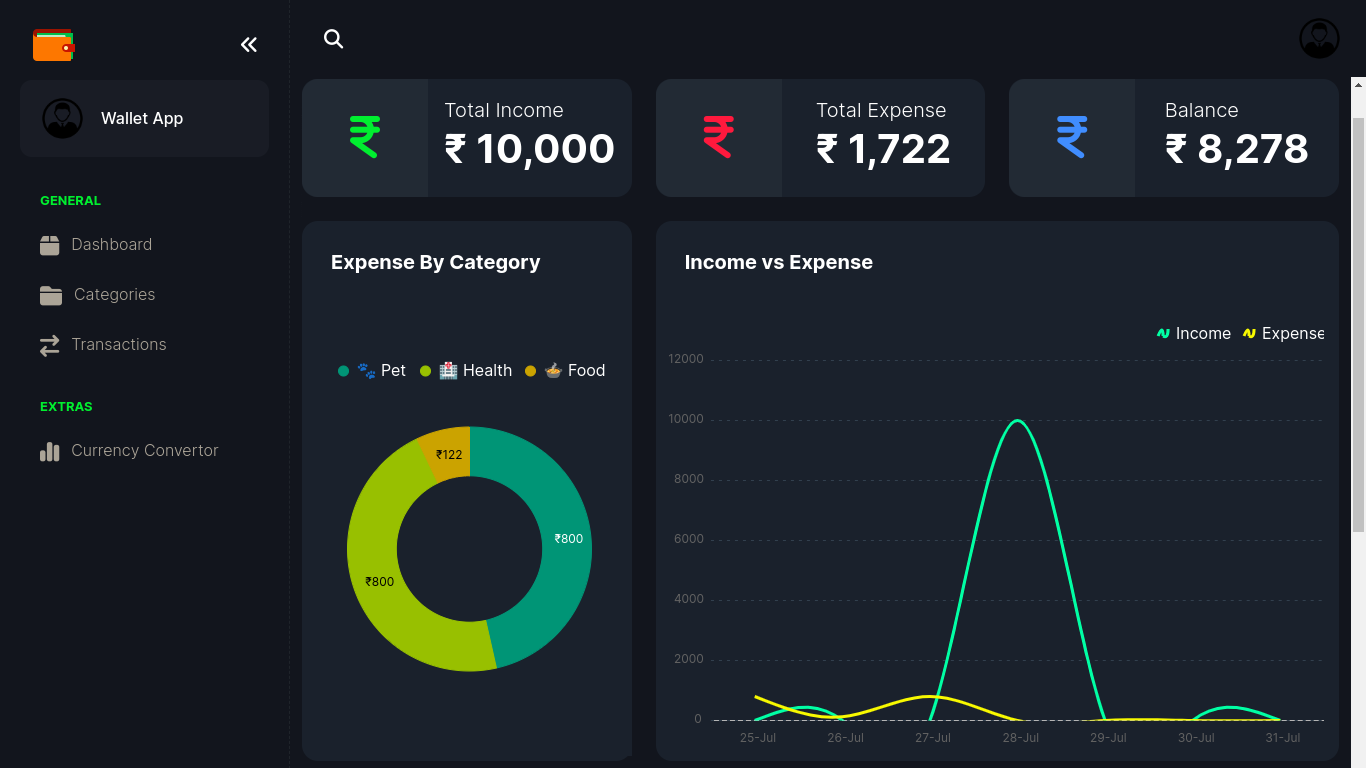 Wallet App
GENERAL
Dashboard
Categories
Transactions
EXTRAS
Currency Convertor
Total Income
₹ 10,000
Total Expense
₹ 1,722
Balance
₹ 8,278
Expense By Category
🐾 Pet 🏥 Health 🍲 Food
₹122
₹800
₹800
Income vs Expense
Income Expense
12000
10000
8000
6000
4000
2000
0
25-Jul 26-Jul 27-Jul 28-Jul 29-Jul 30-Jul 31-Jul